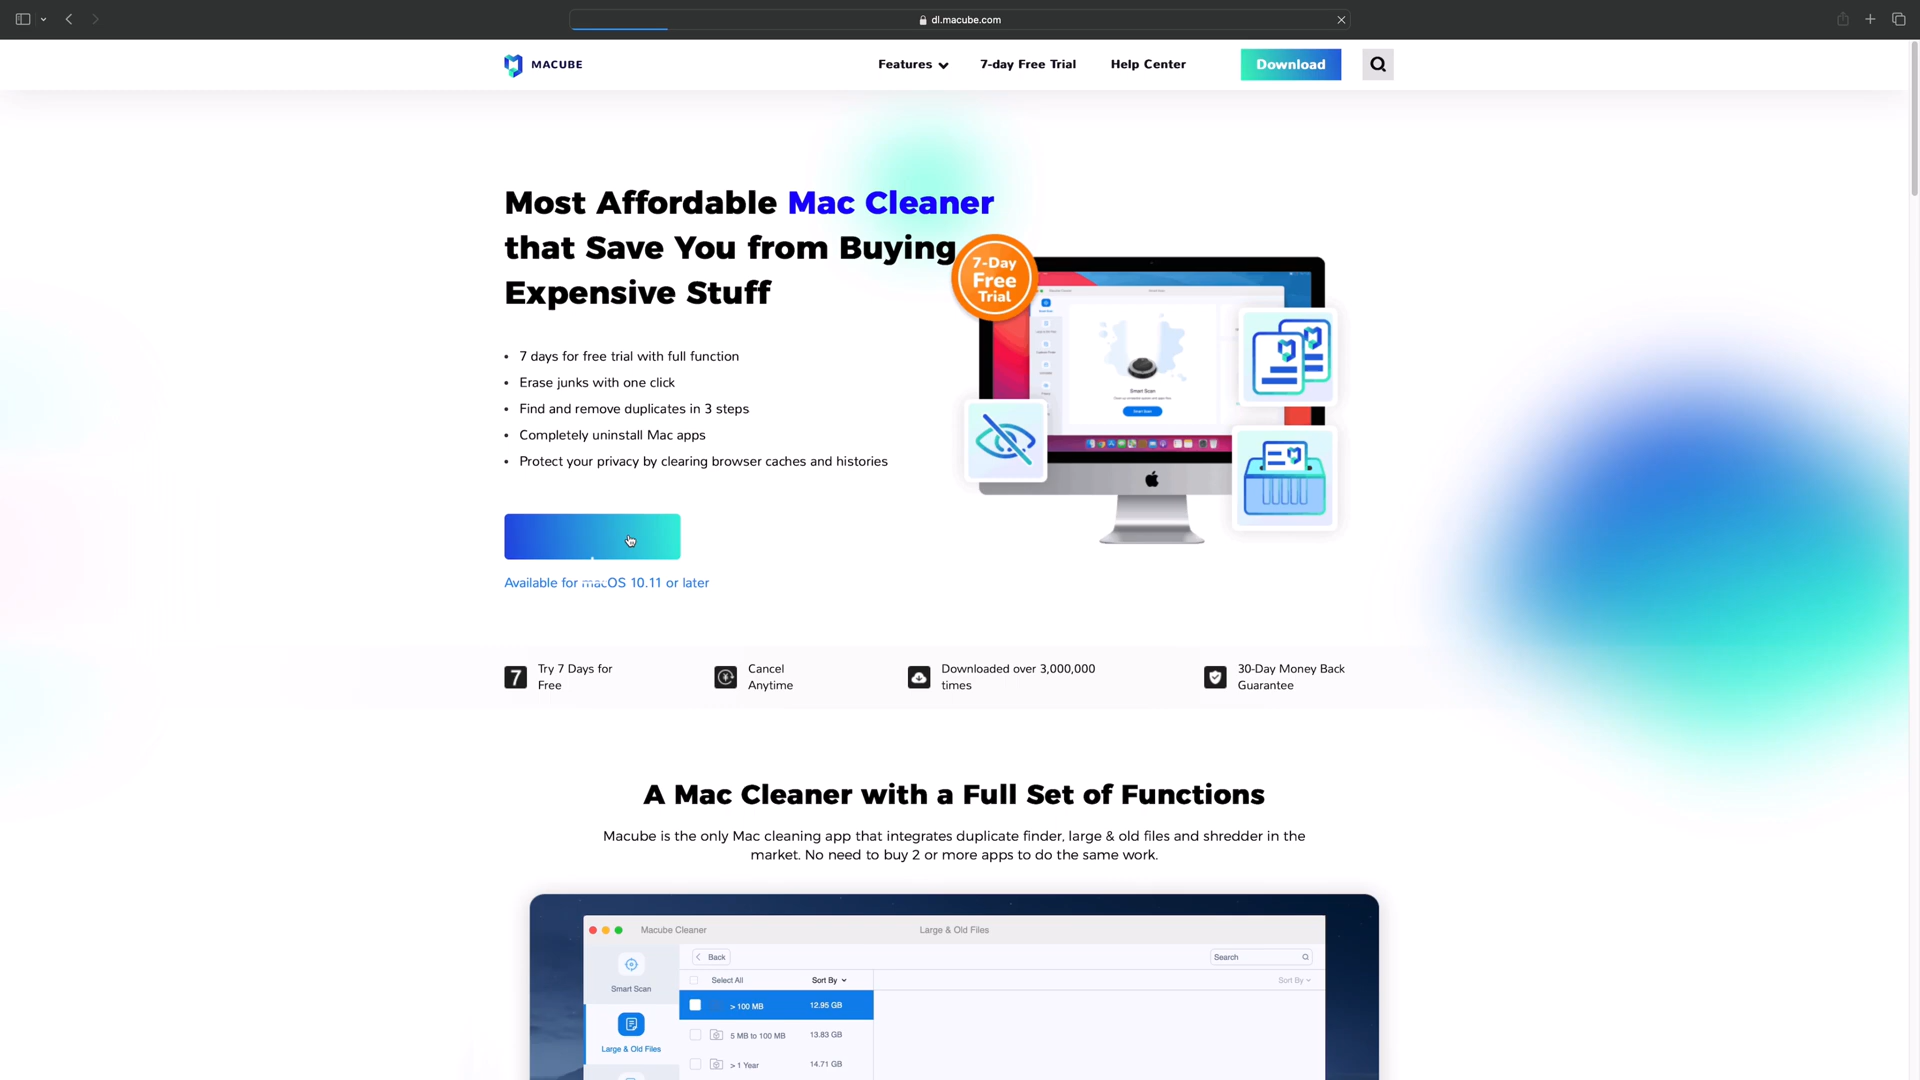 dl.macube.com
MACUBE
Features
7-day Free Trial
Help Center
Download
Most Affordable Mac Cleaner
that Save You from Buying
Expensive Stuff
7-Day
Free
Trial
• 7 days for free trial with full function
• Erase junks with one click
• Find and remove duplicates in 3 steps
• Completely uninstall Mac apps
• Protect your privacy by clearing browser caches and histories
Smart Scan
Smart Scan
Available for macOS 10.11 or later
7
Try 7 Days for
Free
Cancel
Anytime
Downloaded over 3,000,000
times
30-Day Money Back
Guarantee
A Mac Cleaner with a Full Set of Functions
Macube is the only Mac cleaning app that integrates duplicate finder, large & old files and shredder in the
market. No need to buy 2 or more apps to do the same work.
Macube Cleaner
Large & Old Files
Back
Search
Select All
Sort By
Sort By
Smart Scan
> 100 MB 12.95 GB
5 MB to 100 MB 13.83 GB
Large & Old Files
> 1 Year 14.71 GB